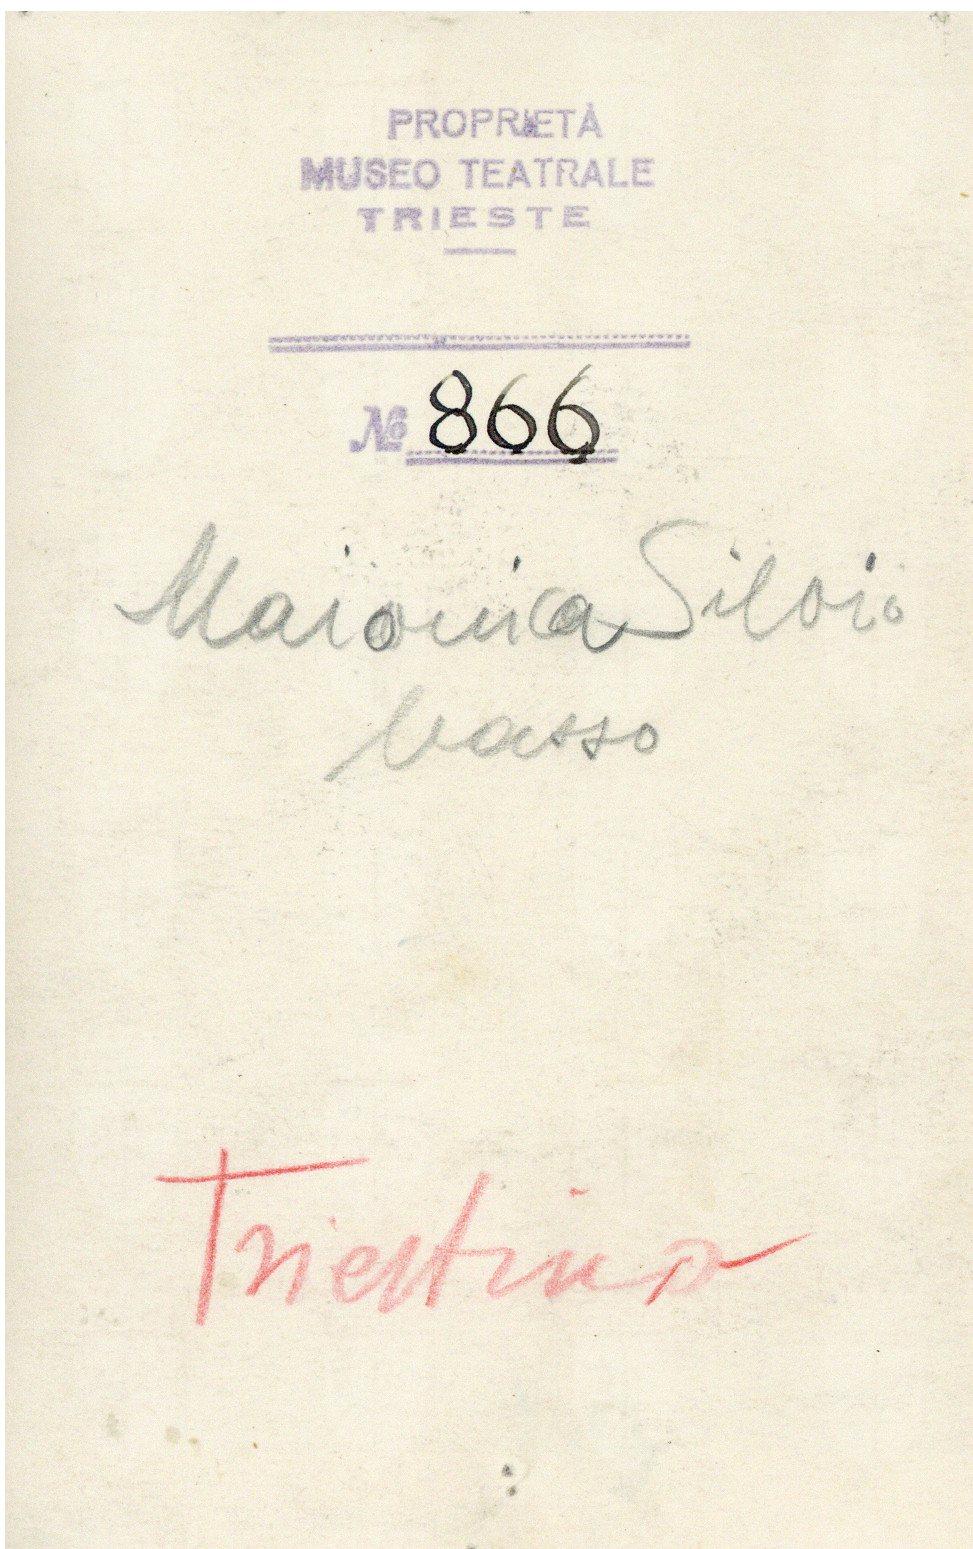 PROPRIETÀ
MUSEO TEATRALE
TRIESTE
No 866
Maionica Silvio
basso
Triestino